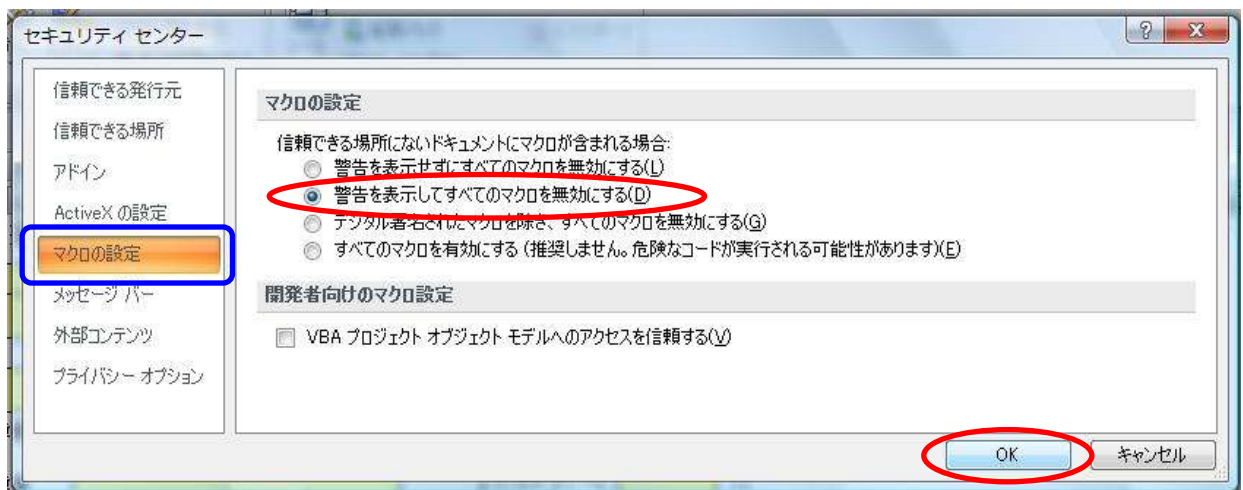 セキュリティ センター
信頼できる発行元
信頼できる場所
アドイン
ActiveX の設定
マクロの設定
メッセージ バー
外部コンテンツ
プライバシー オプション
マクロの設定
信頼できる場所にないドキュメントにマクロが含まれる場合:
警告を表示せずにすべてのマクロを無効にする(L)
警告を表示してすべてのマクロを無効にする(D)
デジタル署名されたマクロを除き、すべてのマクロを無効にする(G)
すべてのマクロを有効にする (推奨しません。危険なコードが実行される可能性があります)(E)
開発者向けのマクロ設定
VBA プロジェクト オブジェクト モデルへのアクセスを信頼する(V)
OK
キャンセル